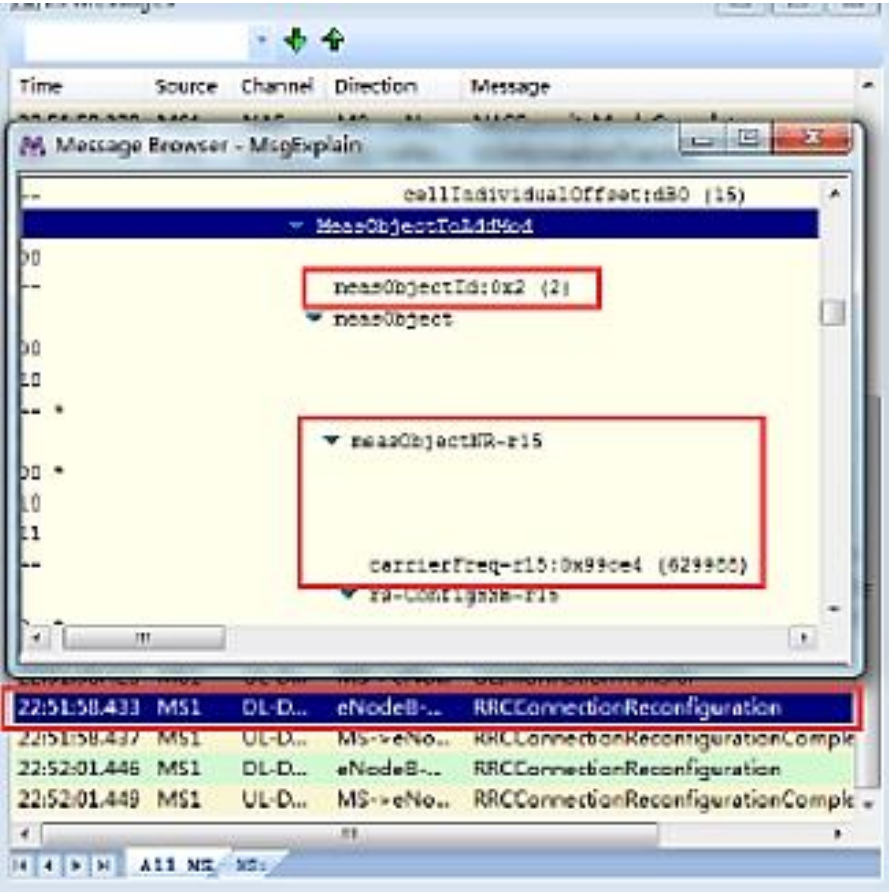 Time Source Channel Direction Message
Message Browser - MsgExplain
cellIndividualOffset:dB0 (15)
MeasObjectToAddMod
measObjectId:0x2 (2)
measObject
measObjectNR-r15
carrierFreq-r15:0x99ce4 (629988)
rs-ConfigSSB-r15
22:51:58.433 MS1 DL-D... eNodeB-... RRCConnectionReconfiguration
22:51:58.437 MS1 UL-D... MS->eNo... RRCConnectionReconfigurationComple
22:52:01.446 MS1 DL-D... eNodeB-... RRCConnectionReconfiguration
22:52:01.449 MS1 UL-D... MS->eNo... RRCConnectionReconfigurationComple
All MS